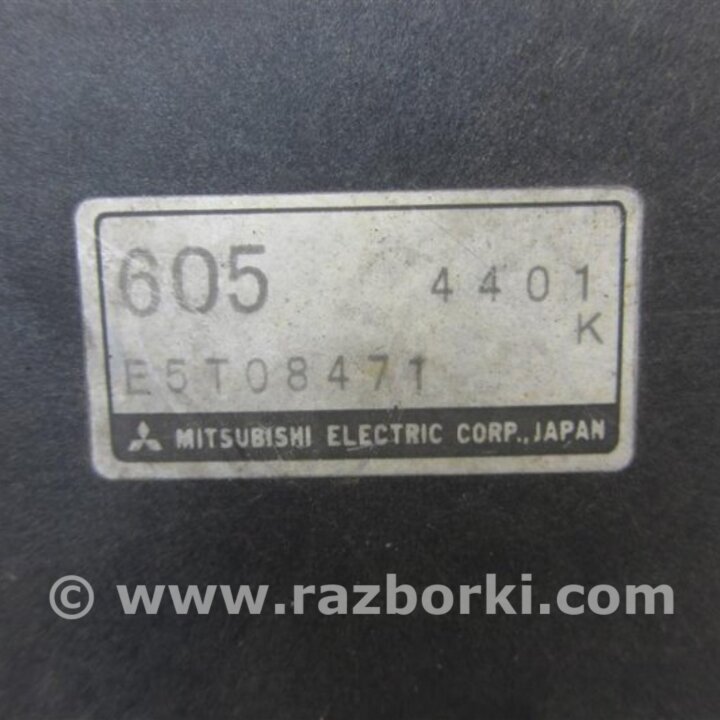 605 4401
K
E5T08471
MITSUBISHI ELECTRIC CORP., JAPAN
© www.razborki.com